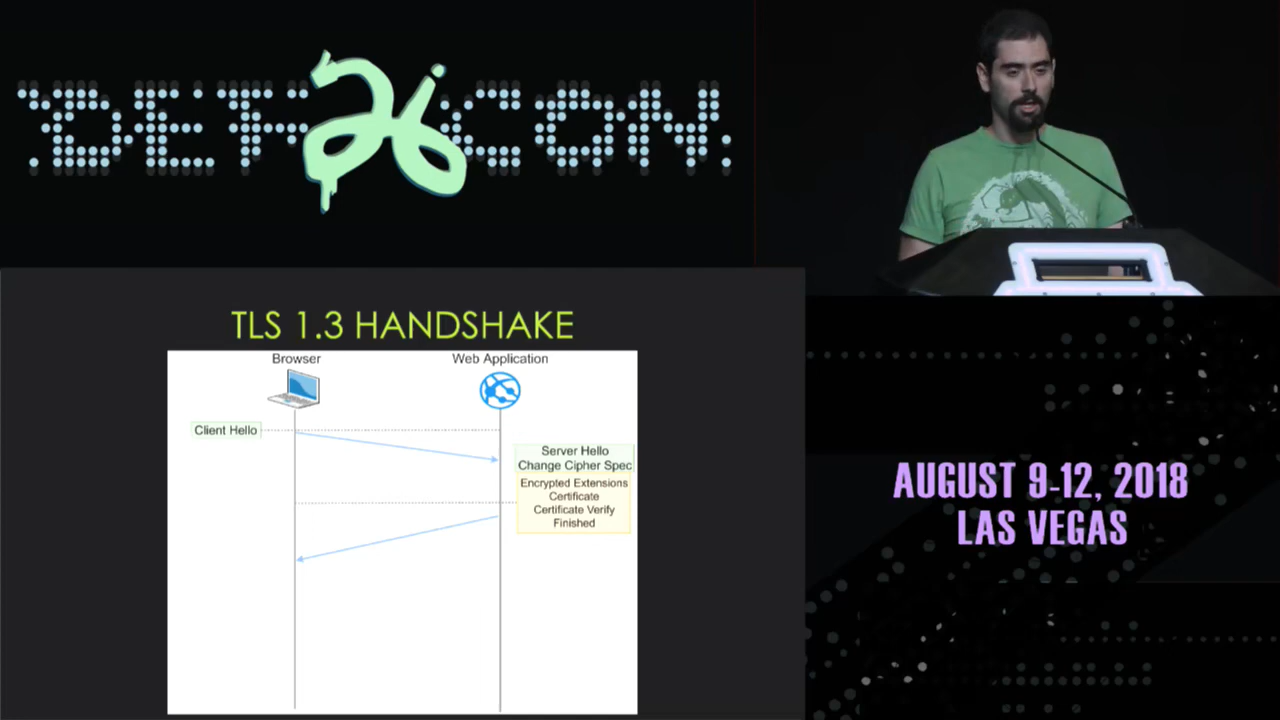 DEF 26 CON
TLS 1.3 HANDSHAKE
Browser
Web Application
Client Hello
Server Hello
Change Cipher Spec
Encrypted Extensions
Certificate
Certificate Verify
Finished
AUGUST 9-12, 2018
LAS VEGAS